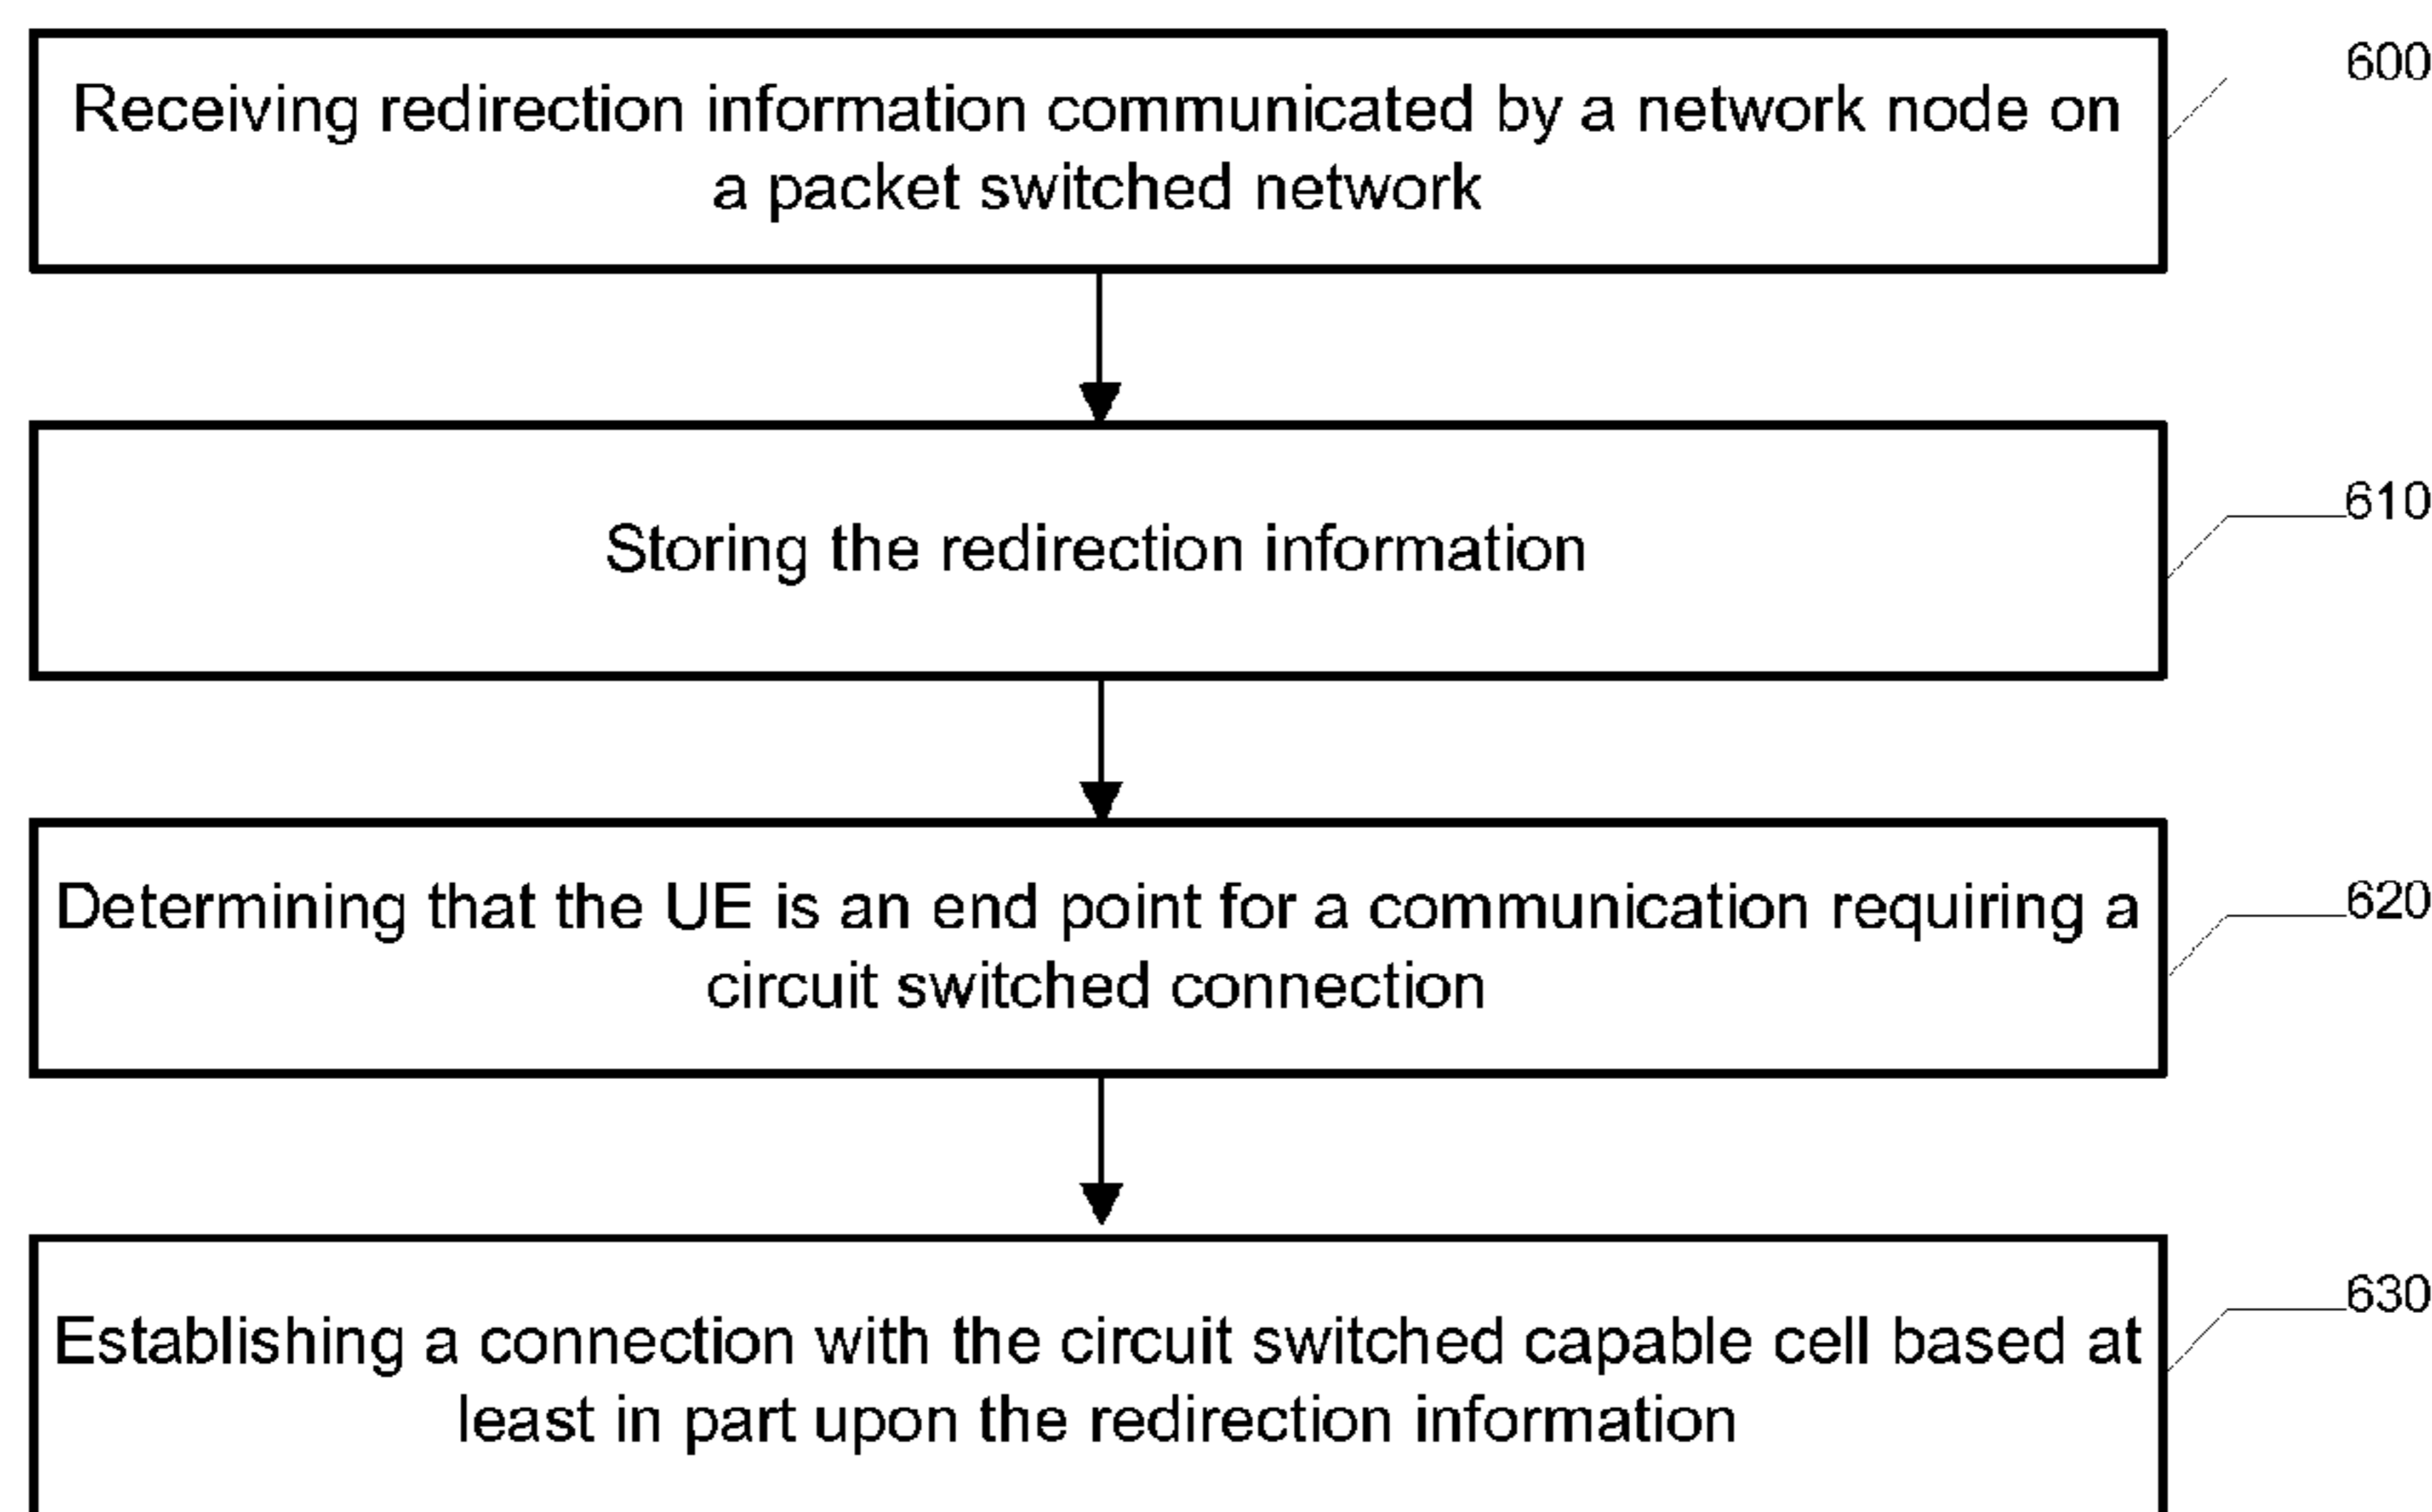 600
Receiving redirection information communicated by a network node on
a packet switched network
610
Storing the redirection information
620
Determining that the UE is an end point for a communication requiring a
circuit switched connection
630
Establishing a connection with the circuit switched capable cell based at
least in part upon the redirection information